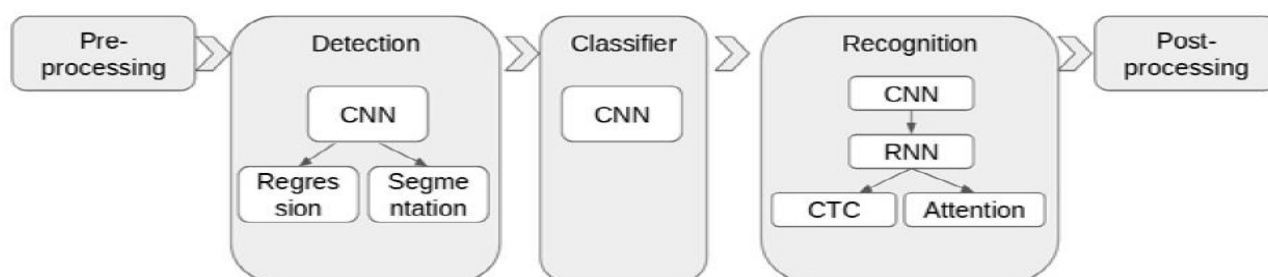 Pre-
processing
Detection
CNN
Regres
sion
Segme
ntation
Classifier
CNN
Recognition
CNN
RNN
CTC
Attention
Post-
processing